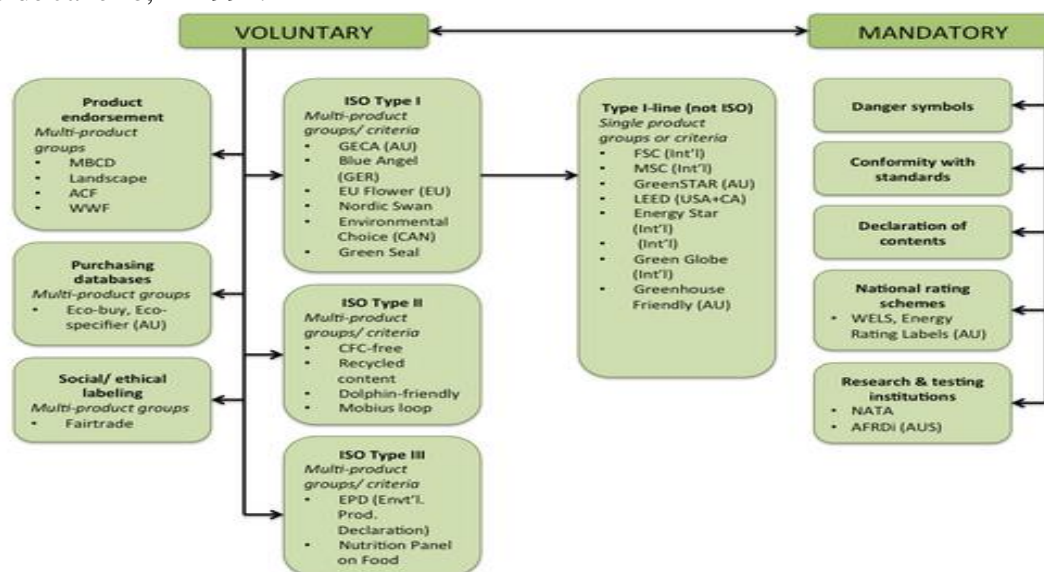 VOLUNTARY
MANDATORY
Product
endorsement
Multi-product
groups
• MBCD
• Landscape
• ACF
• WWF
Purchasing
databases
Multi-product groups
• Eco-buy, Eco-
specifier (AU)
Social/ ethical
labeling
Multi-product groups
• Fairtrade
ISO Type I
Multi-product
groups/ criteria
• GECA (AU)
• Blue Angel
(GER)
• EU Flower (EU)
• Nordic Swan
• Environmental
Choice (CAN)
• Green Seal
ISO Type II
Multi-product
groups/criteria
• CFC-free
• Recycled
content
• Dolphin-friendly
• Mobius loop
ISO Type III
Multi-product
groups/ criteria
• EPD (Envt'l.
Prod.
Declaration)
• Nutrition Panel
on Food
Type I-line (not ISO)
Single product
groups or criteria
• FSC (Int'l)
• MSC (Int'l)
• GreenSTAR (AU)
• LEED (USA+CA)
• Energy Star
(Int'l)
• (Int'l)
• Green Globe
(Int'l)
• Greenhouse
Friendly (AU)
Danger symbols
Conformity with
standards
Declaration of
contents
National rating
schemes
• WELS, Energy
Rating Labels (AU)
Research & testing
institutions
• NATA
• AFRDi (AUS)